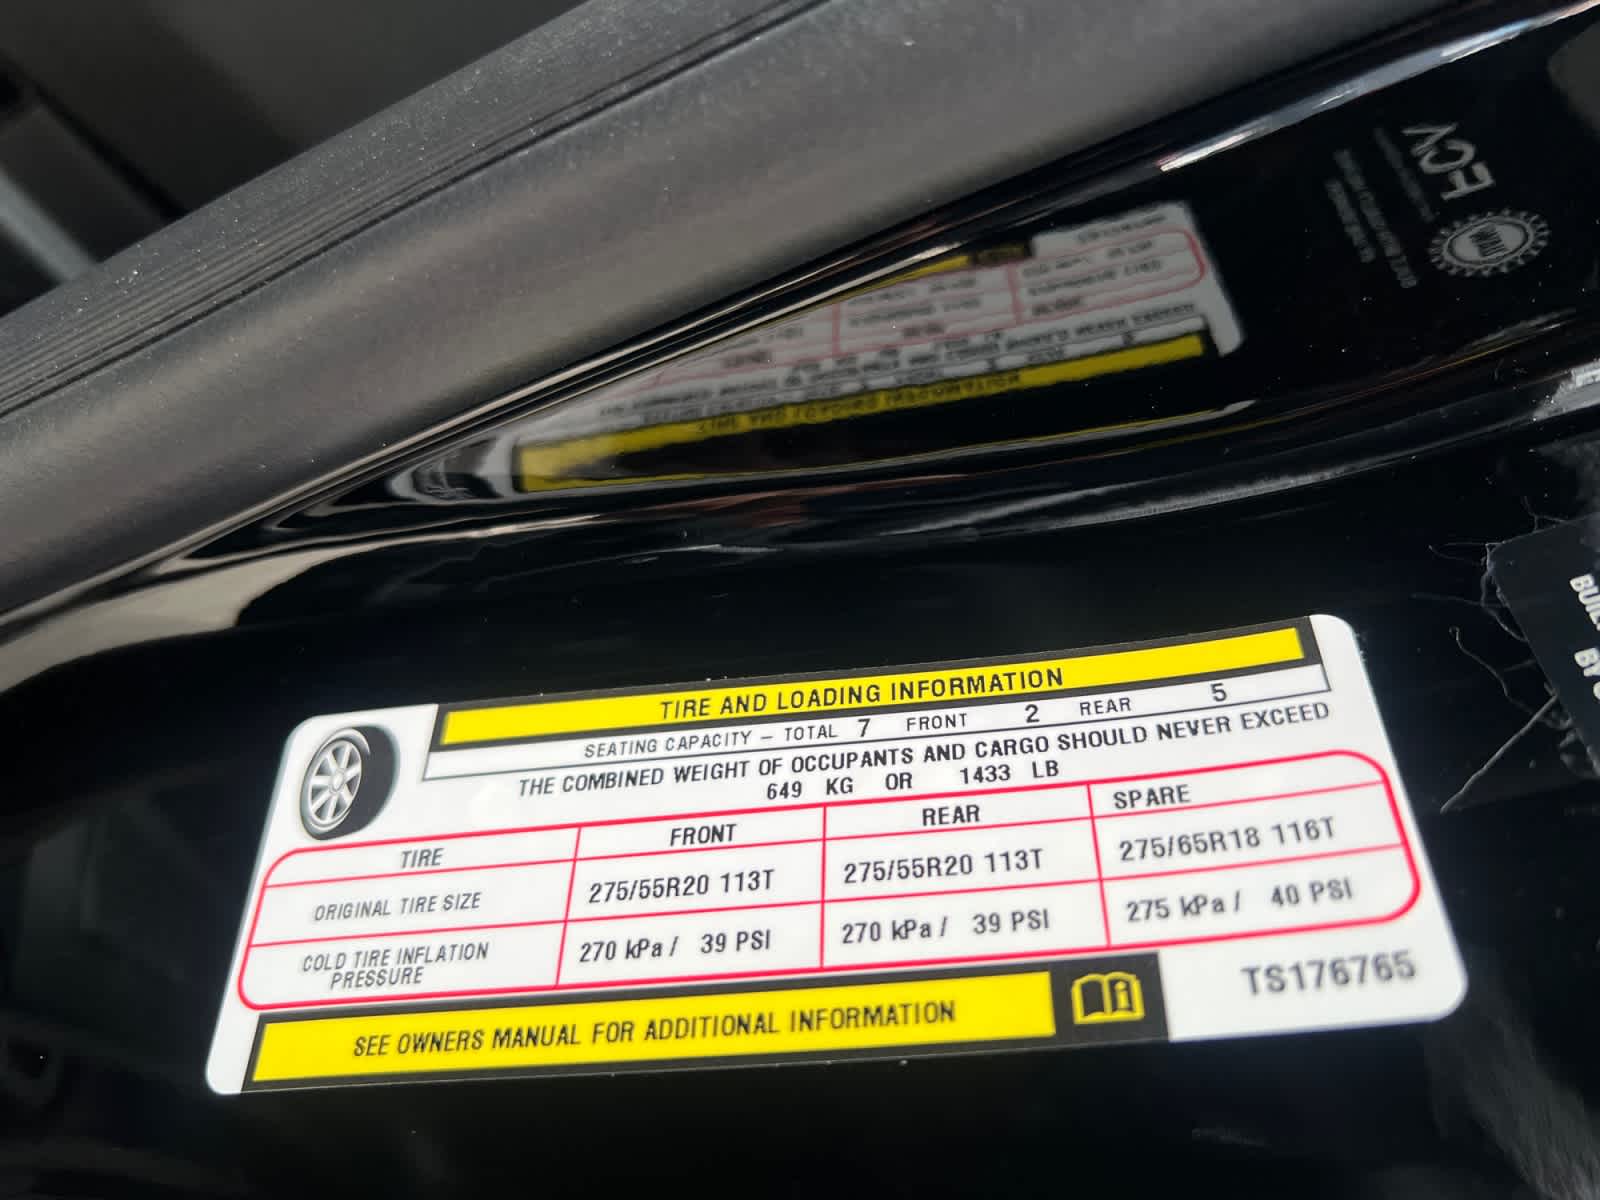 ECV
TIRE AND LOADING INFORMATION
SEATING CAPACITY – TOTAL 7 FRONT 2 REAR 5
THE COMBINED WEIGHT OF OCCUPANTS AND CARGO SHOULD NEVER EXCEED
649 KG OR 1433 LB
TIRE FRONT REAR SPARE
ORIGINAL TIRE SIZE 275/55R20 113T 275/55R20 113T 275/65R18 116T
COLD TIRE INFLATION
PRESSURE 270 kPa / 39 PSI 270 kPa / 39 PSI 275 kPa / 40 PSI
SEE OWNERS MANUAL FOR ADDITIONAL INFORMATION
TS176765